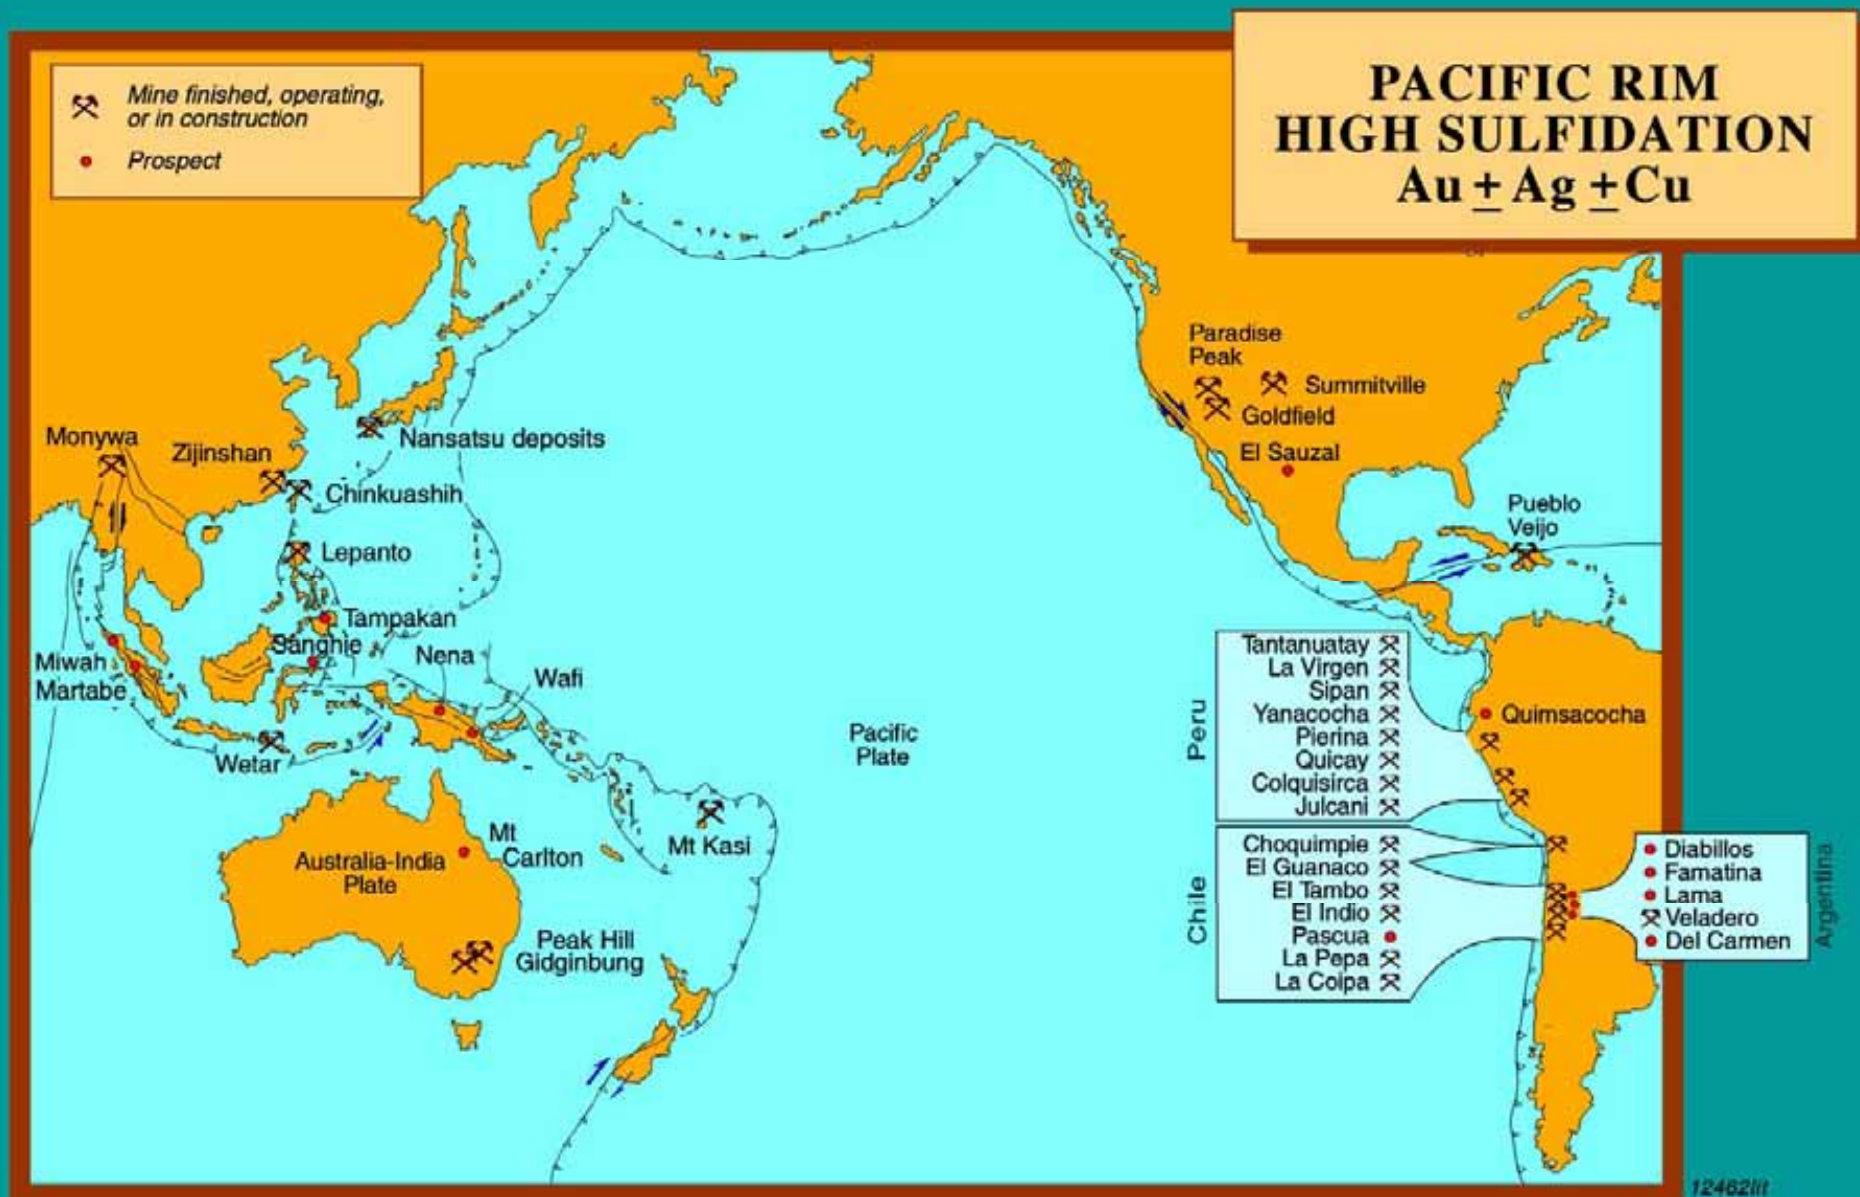 PACIFIC RIM
HIGH SULFIDATION
Au ± Ag ± Cu
Mine finished, operating,
or in construction
Prospect
Paradise
Peak
Summitville
Goldfield
El Sauzal
Monywa
Zijinshan
Nansatsu deposits
Chinkuashih
Pueblo
Veijo
Lepanto
Tampakan
Sanghie
Miwah
Martabe
Nena
Wafi
Wetar
Pacific
Plate
Mt
Carlton
Australia-India
Plate
Mt Kasi
Peak Hill
Gidginbung
Peru
Tantanuatay
La Virgen
Sipan
Yanacocha
Pierina
Quicay
Colquisirca
Julcani
Quimsacocha
Chile
Choquimpie
El Guanaco
El Tambo
El Indio
Pascua
La Pepa
La Coipa
Diabillos
Famatina
Lama
Veladero
Del Carmen
Argentina
12462lit